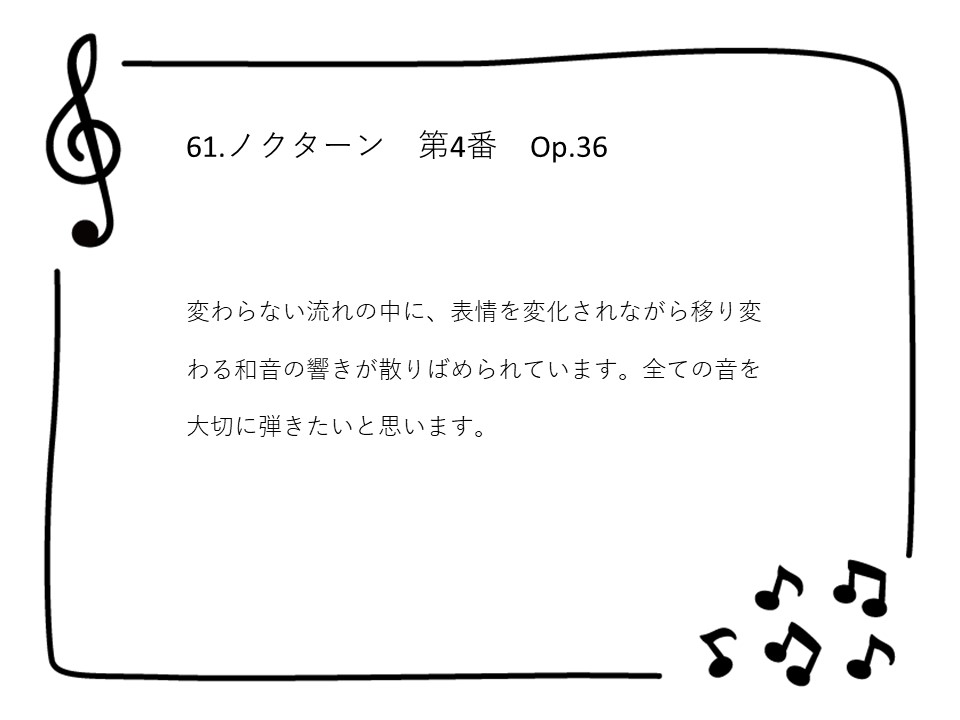 61.ノクターン　第4番　Op.36
変わらない流れの中に、表情を変化されながら移り変
わる和音の響きが散りばめられています。全ての音を
大切に弾きたいと思います。